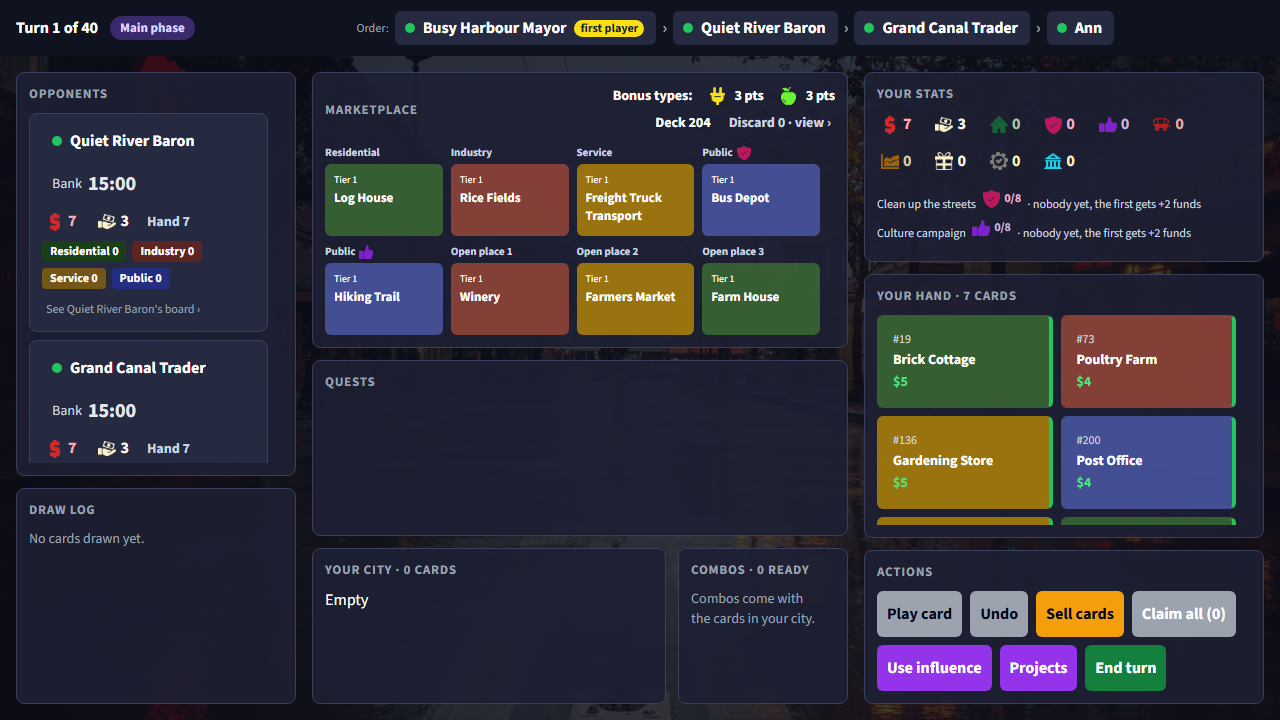 Turn 1 of 40 Main phase
Order: Busy Harbour Mayor first player › Quiet River Baron › Grand Canal Trader › Ann
OPPONENTS
Quiet River Baron
Bank 15:00
7 3 Hand 7
Residential 0 Industry 0
Service 0 Public 0
See Quiet River Baron's board ›
Grand Canal Trader
Bank 15:00
7 3 Hand 7
DRAW LOG
No cards drawn yet.
MARKETPLACE
Bonus types: 3 pts 3 pts
Deck 204 Discard 0 · view ›
Residential Industry Service Public
Tier 1
Log House
Tier 1
Rice Fields
Tier 1
Freight Truck
Transport
Tier 1
Bus Depot
Public Open place 1 Open place 2 Open place 3
Tier 1
Hiking Trail
Tier 1
Winery
Tier 1
Farmers Market
Tier 1
Farm House
QUESTS
YOUR CITY · 0 CARDS
Empty
COMBOS · 0 READY
Combos come with
the cards in your city.
YOUR STATS
7 3 0 0 0 0
0 0 0 0
Clean up the streets 0/8 · nobody yet, the first gets +2 funds
Culture campaign 0/8 · nobody yet, the first gets +2 funds
YOUR HAND · 7 CARDS
#19
Brick Cottage
$5
#73
Poultry Farm
$4
#136
Gardening Store
$5
#200
Post Office
$4
ACTIONS
Play card Undo Sell cards Claim all (0)
Use influence Projects End turn